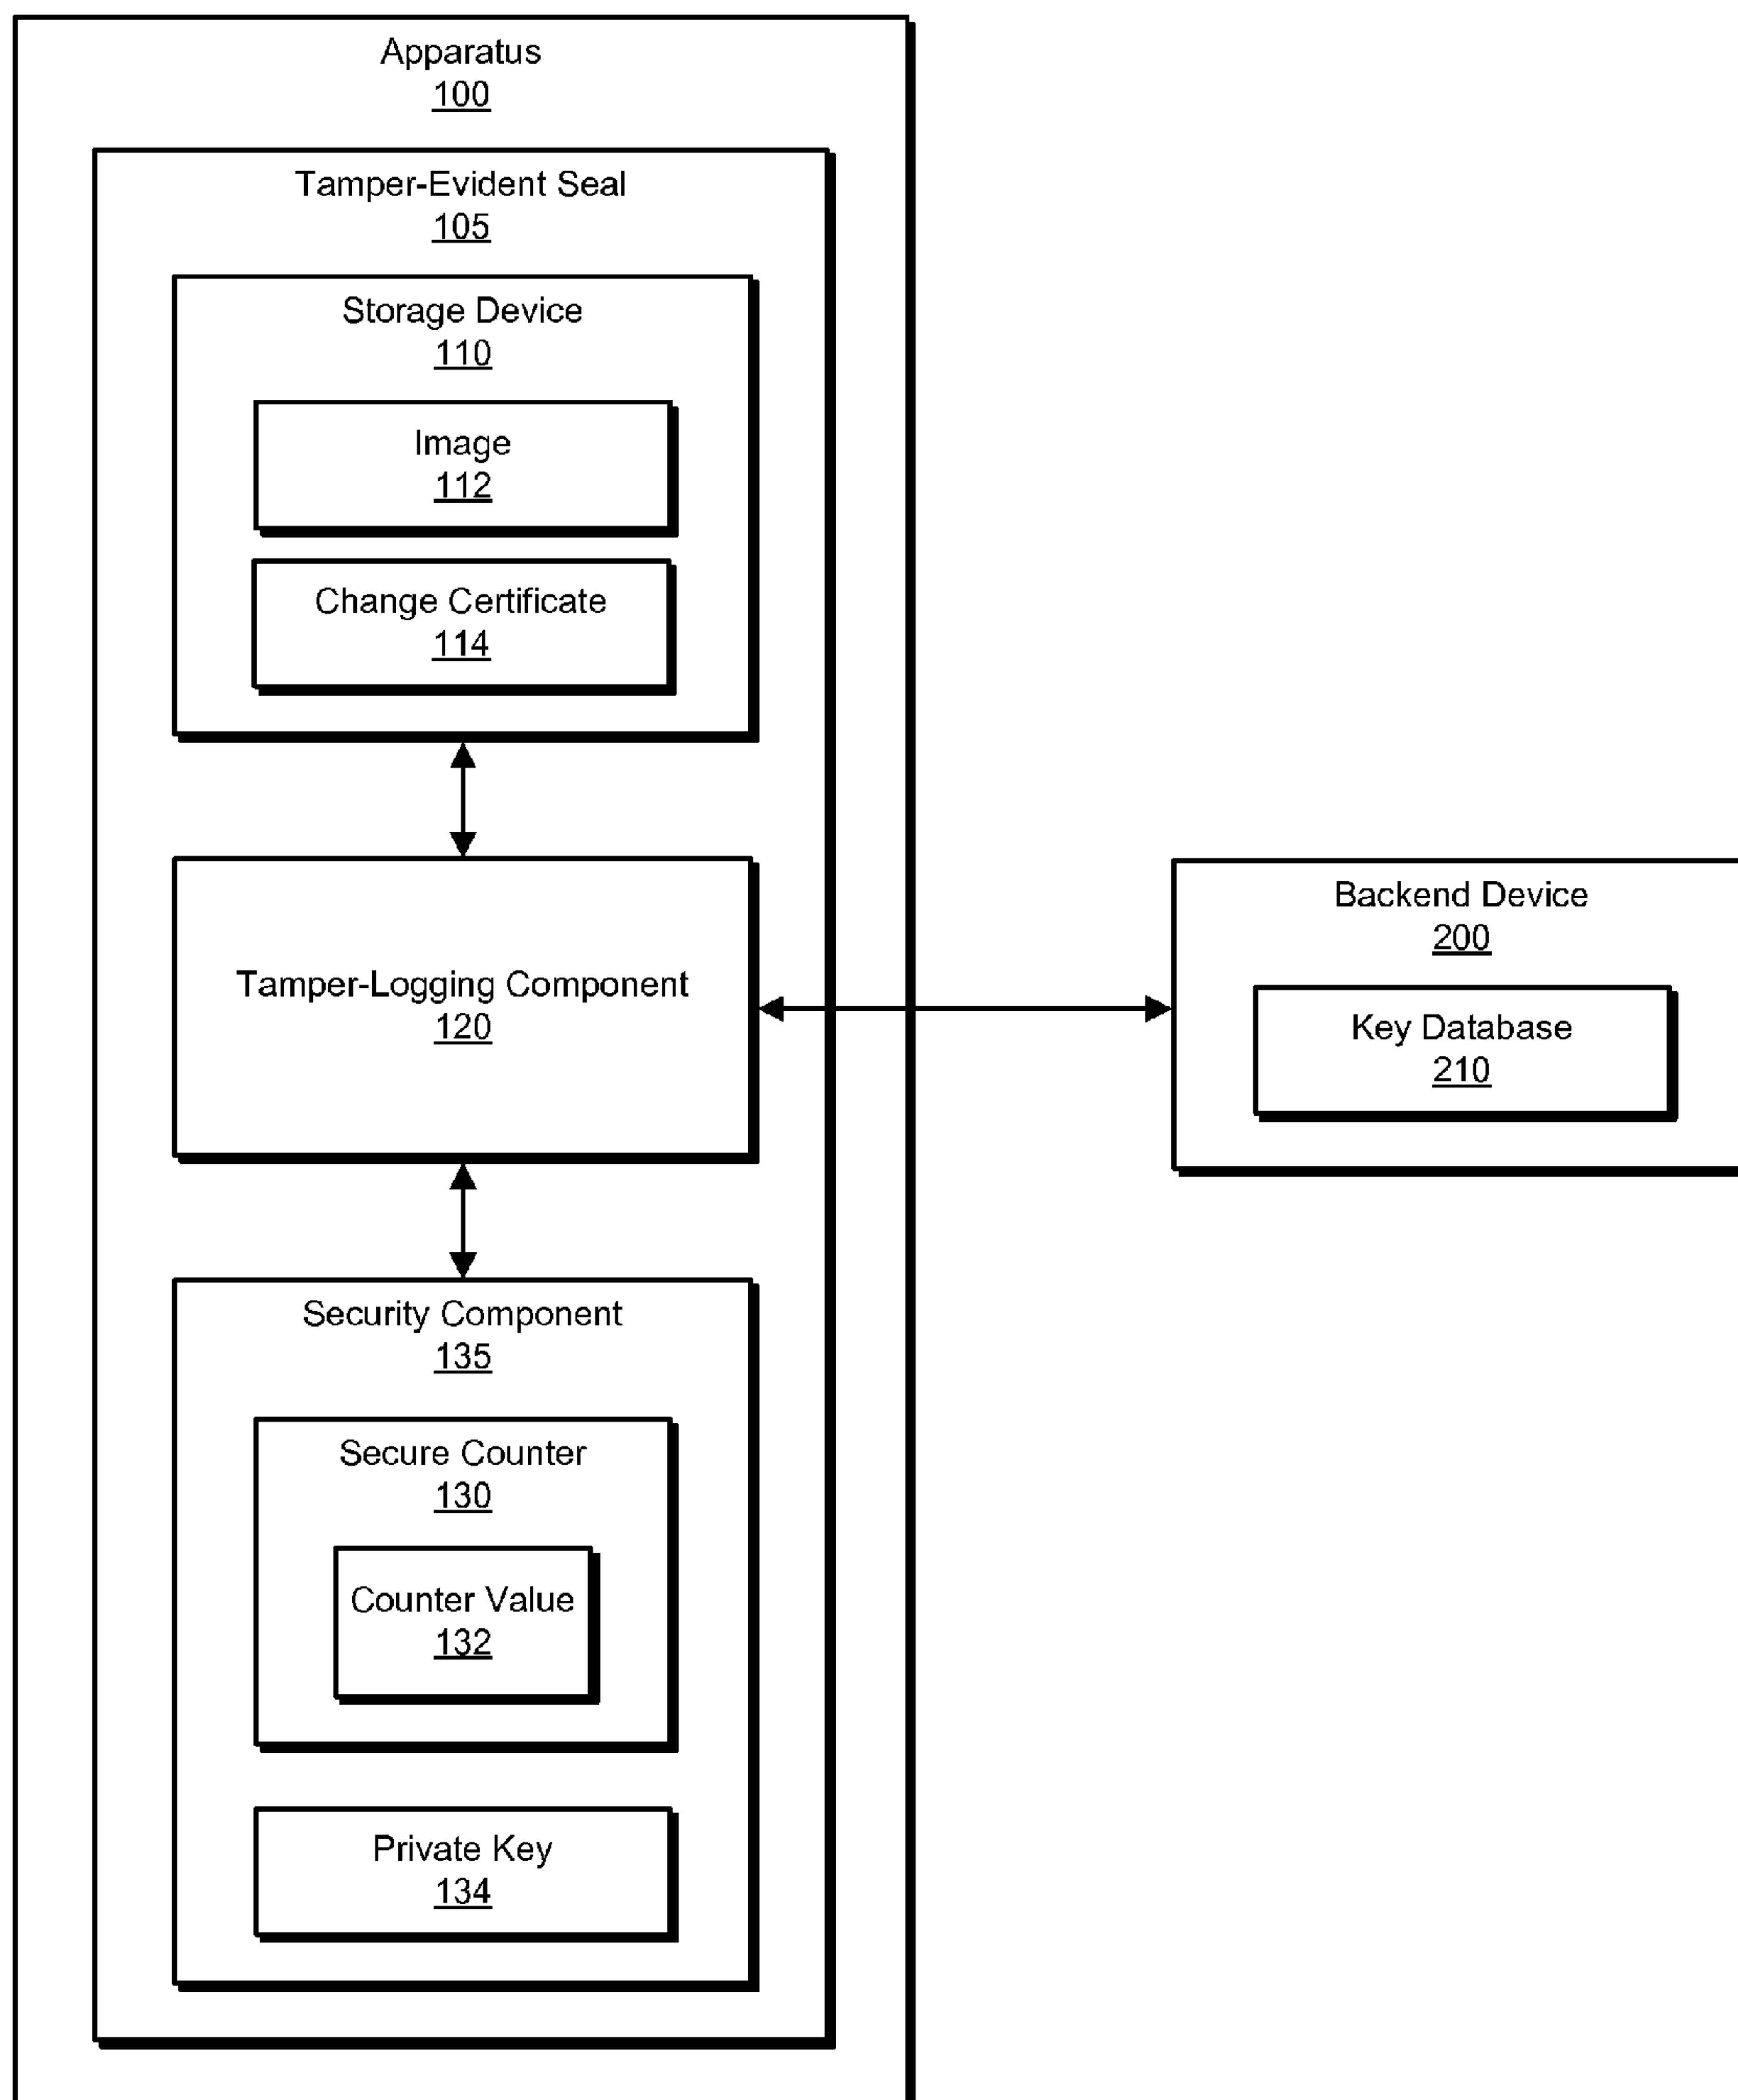 Apparatus
100
Tamper-Evident Seal
105
Storage Device
110
Image
112
Change Certificate
114
Tamper-Logging Component
120
Backend Device
200
Key Database
210
Security Component
135
Secure Counter
130
Counter Value
132
Private Key
134